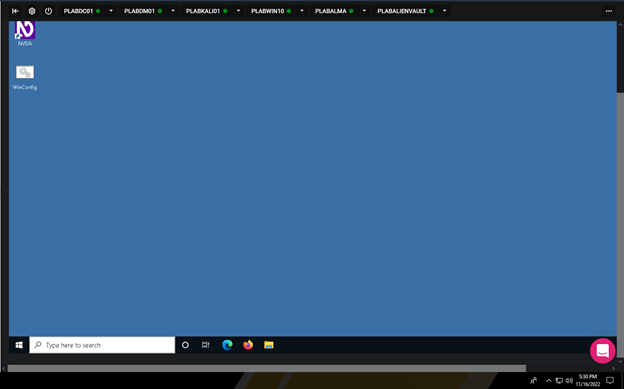 PLABDC01 PLABDM01 PLABKALI01 PLABWIN10 PLABALMA PLABALIENVAULT
NVDA
WinConfig
Type here to search
5:30 PM
11/16/2022